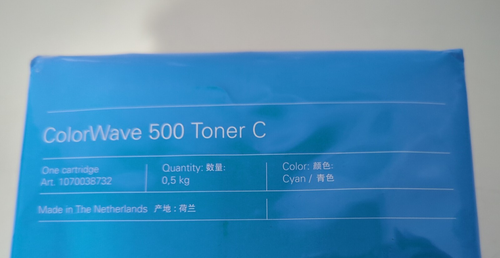 ColorWave 500 Toner C
One cartridge
Art. 1070038732
Quantity: 数量:
0,5 kg
Color: 颜色:
Cyan / 青色
Made in The Netherlands 产地 : 荷兰